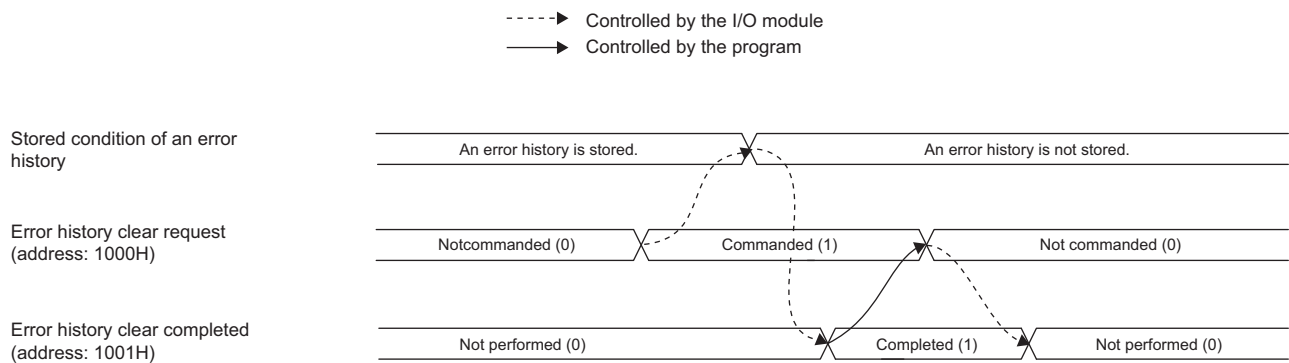 Controlled by the I/O module
Controlled by the program
Stored condition of an error
history
An error history is stored.
An error history is not stored.
Error history clear request
(address: 1000H)
Notcommanded (0)
Commanded (1)
Not commanded (0)
Error history clear completed
(address: 1001H)
Not performed (0)
Completed (1)
Not performed (0)